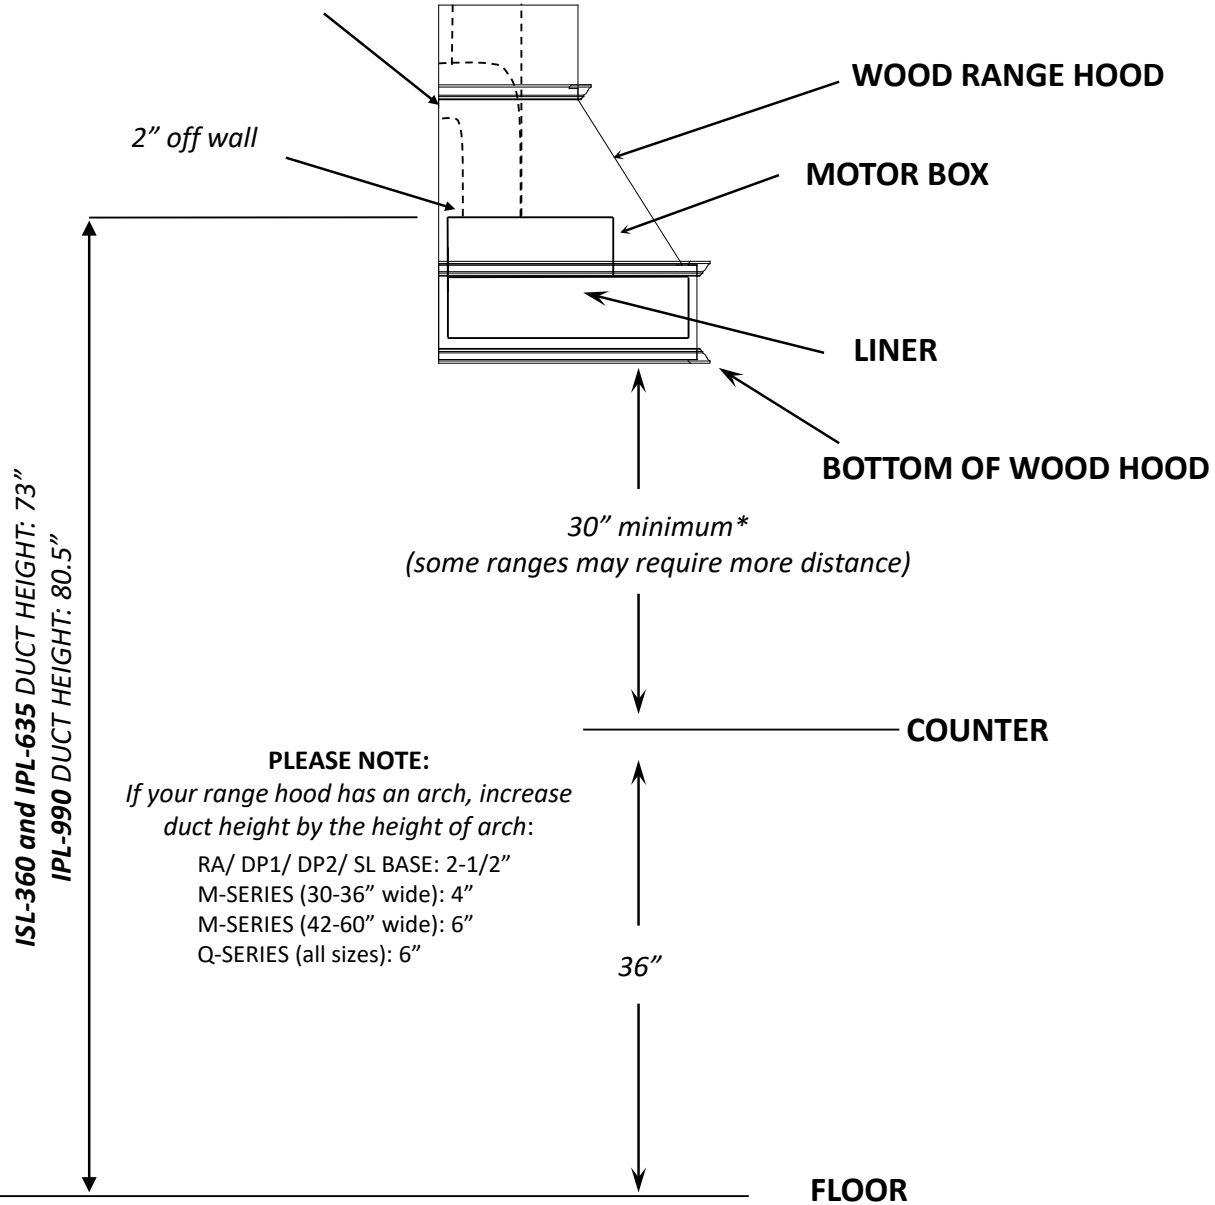 WOOD RANGE HOOD
2” off wall
MOTOR BOX
LINER
BOTTOM OF WOOD HOOD
30” minimum*
(some ranges may require more distance)
ISL-360 and IPL-635 DUCT HEIGHT: 73”
IPL-990 DUCT HEIGHT: 80.5”
COUNTER
PLEASE NOTE:
If your range hood has an arch, increase
duct height by the height of arch:
RA/ DP1/ DP2/ SL BASE: 2-1/2”
M-SERIES (30-36” wide): 4”
M-SERIES (42-60” wide): 6”
Q-SERIES (all sizes): 6”
36”
FLOOR